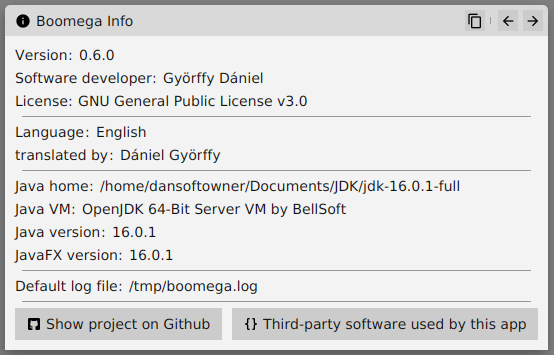 Boomega Info
Version: 0.6.0
Software developer: Györffy Dániel
License: GNU General Public License v3.0
Language: English
translated by: Dániel Györffy
Java home: /home/dansoftowner/Documents/JDK/jdk-16.0.1-full
Java VM: OpenJDK 64-Bit Server VM by BellSoft
Java version: 16.0.1
JavaFX version: 16.0.1
Default log file: /tmp/boomega.log
Show project on Github
{} Third-party software used by this app